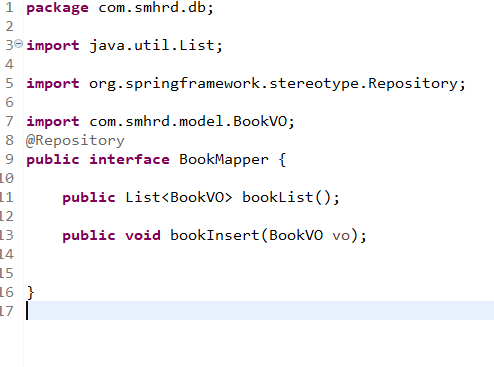 1 package com.smhrd.db;
2
3 import java.util.List;
4
5 import org.springframework.stereotype.Repository;
6
7 import com.smhrd.model.BookVO;
8 @Repository
9 public interface BookMapper {
10
11 public List<BookVO> bookList();
12
13 public void bookInsert(BookVO vo);
14
15
16 }
17